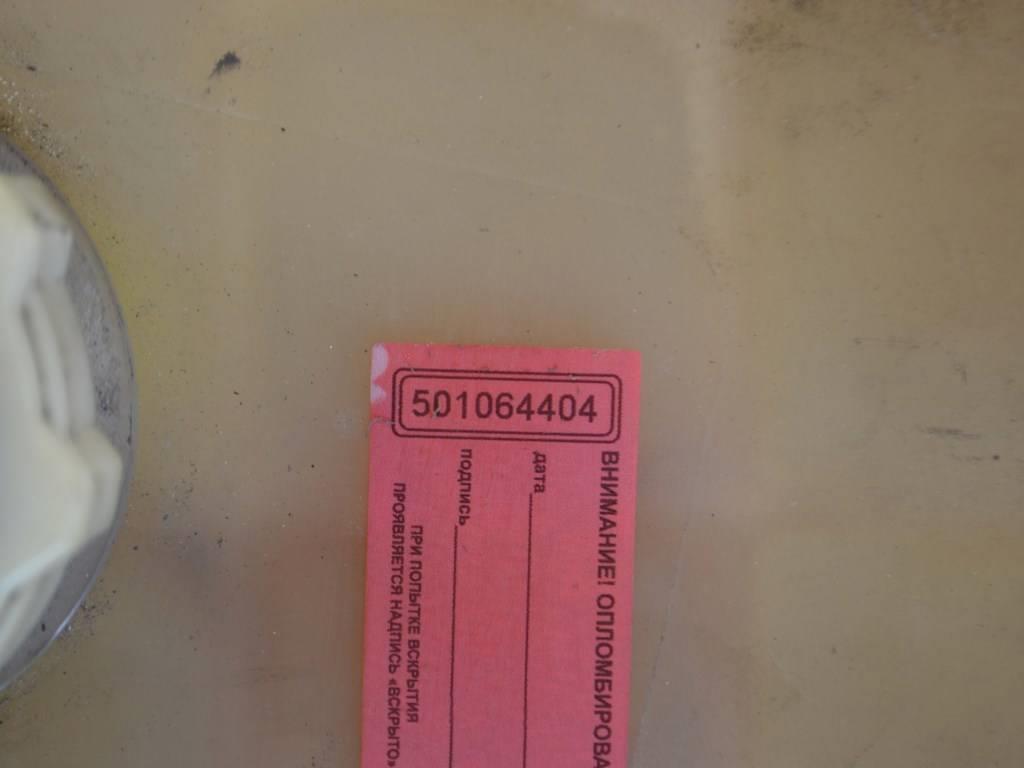 501064404
ВНИМАНИЕ! ОПЛОМБИРОВА
дата
подпись
ПРИ ПОПЫТКЕ ВСКРЫТИЯ
ПРОЯВЛЯЕТСЯ НАДПИСЬ «ВСКРЫТО»